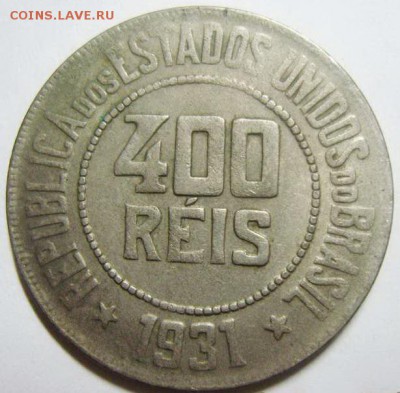 COINS.LAVE.RU
REPUBLICA DOS ESTADOS UNIDOS DO BRASIL
400
RÉIS
1931